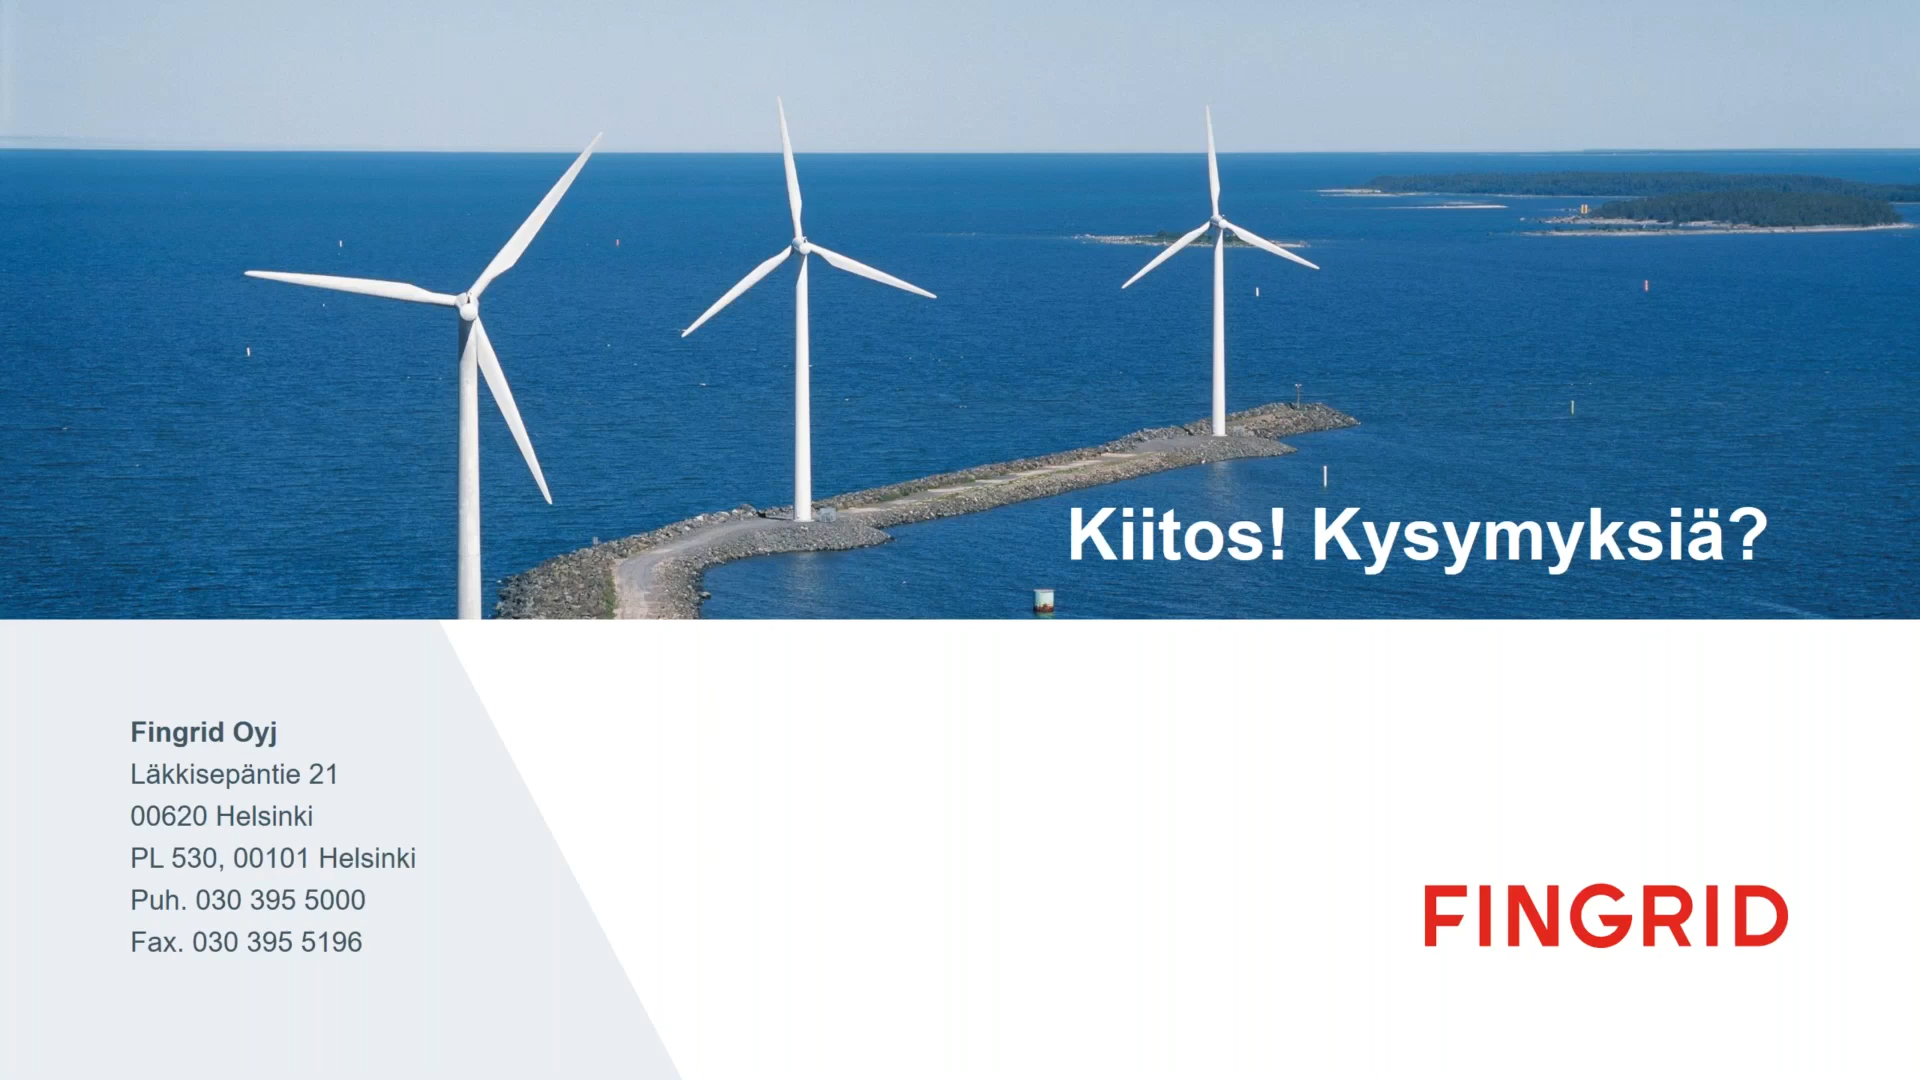 Kiitos! Kysymyksiä?
Fingrid Oyj
Läkkisepäntie 21
00620 Helsinki
PL 530, 00101 Helsinki
Puh. 030 395 5000
Fax. 030 395 5196
FINGRID